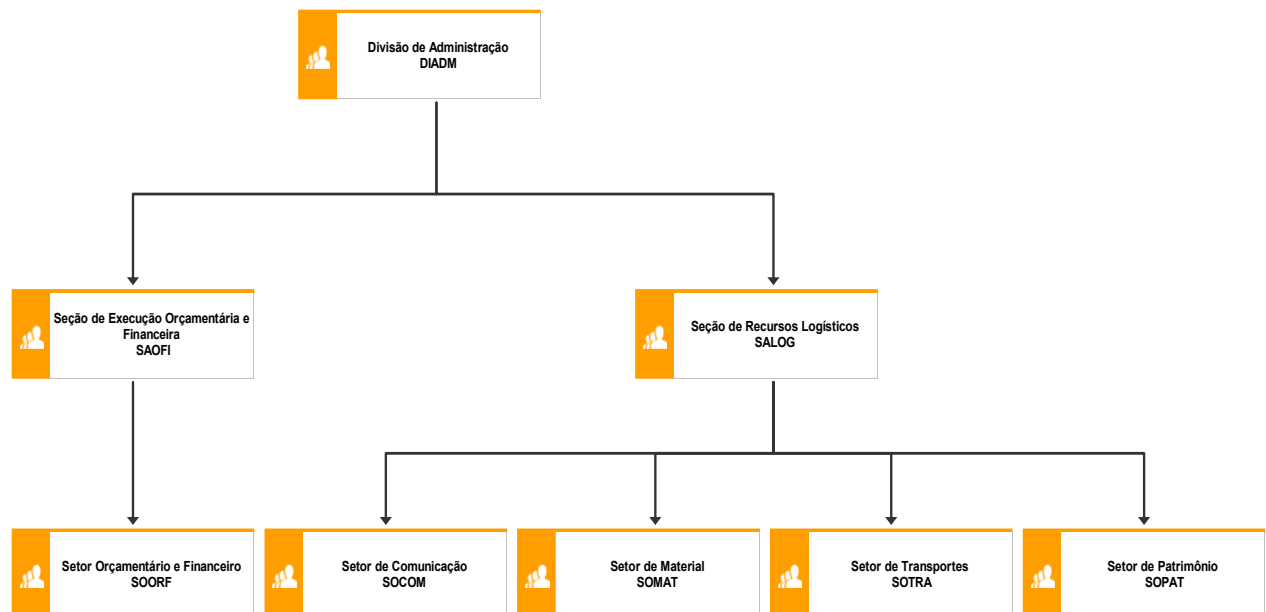 Divisão de Administração
DIADM
Seção de Execução Orçamentária e
Financeira
SAOFI
Seção de Recursos Logísticos
SALOG
Setor Orçamentário e Financeiro
SOORF
Setor de Comunicação
SOCOM
Setor de Material
SOMAT
Setor de Transportes
SOTRA
Setor de Patrimônio
SOPAT